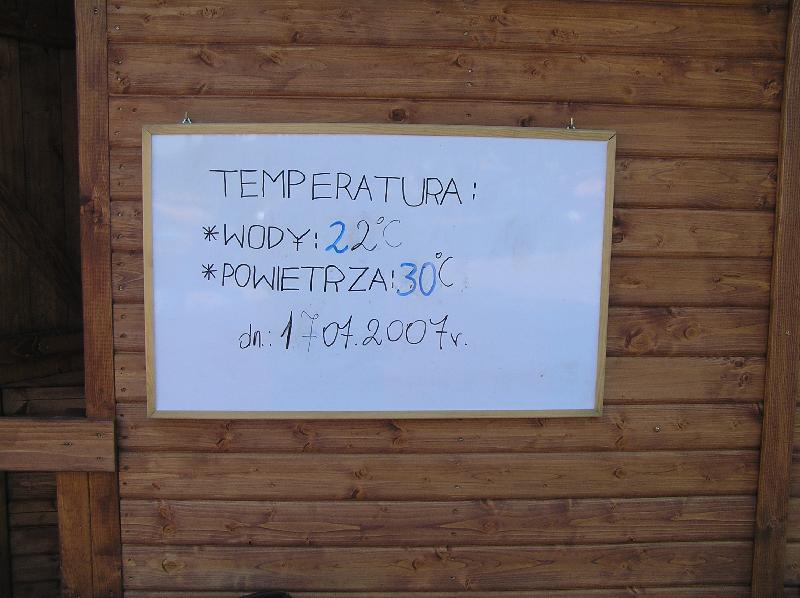 TEMPERATURA:
*WODY: 22°C
*POWIETRZA: 30°C
dn.: 17 07.2007r.